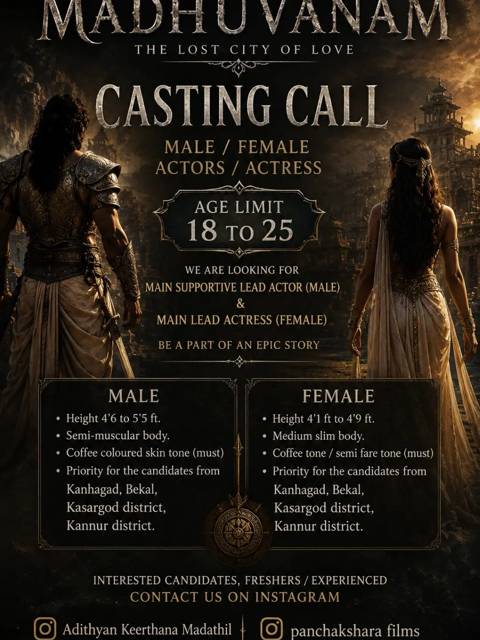 MADHUVANAM
THE LOST CITY OF LOVE
CASTING CALL
MALE / FEMALE
ACTORS / ACTRESS
AGE LIMIT
18 TO 25
WE ARE LOOKING FOR
MAIN SUPPORTIVE LEAD ACTOR (MALE)
&
MAIN LEAD ACTRESS (FEMALE)
BE A PART OF AN EPIC STORY
MALE
• Height 4'6 to 5'5 ft.
• Semi-muscular body.
• Coffee coloured skin tone (must)
• Priority for the candidates from
Kanhagad, Bekal,
Kasargod district,
Kannur district.
FEMALE
• Height 4'1 ft to 4'9 ft.
• Medium slim body.
• Coffee tone / semi fare tone (must)
• Priority for the candidates from
Kanhagad, Bekal,
Kasargod district,
Kannur district.
INTERESTED CANDIDATES, FRESHERS / EXPERIENCED
CONTACT US ON INSTAGRAM
Adithyan Keerthana Madathil
panchakshara films